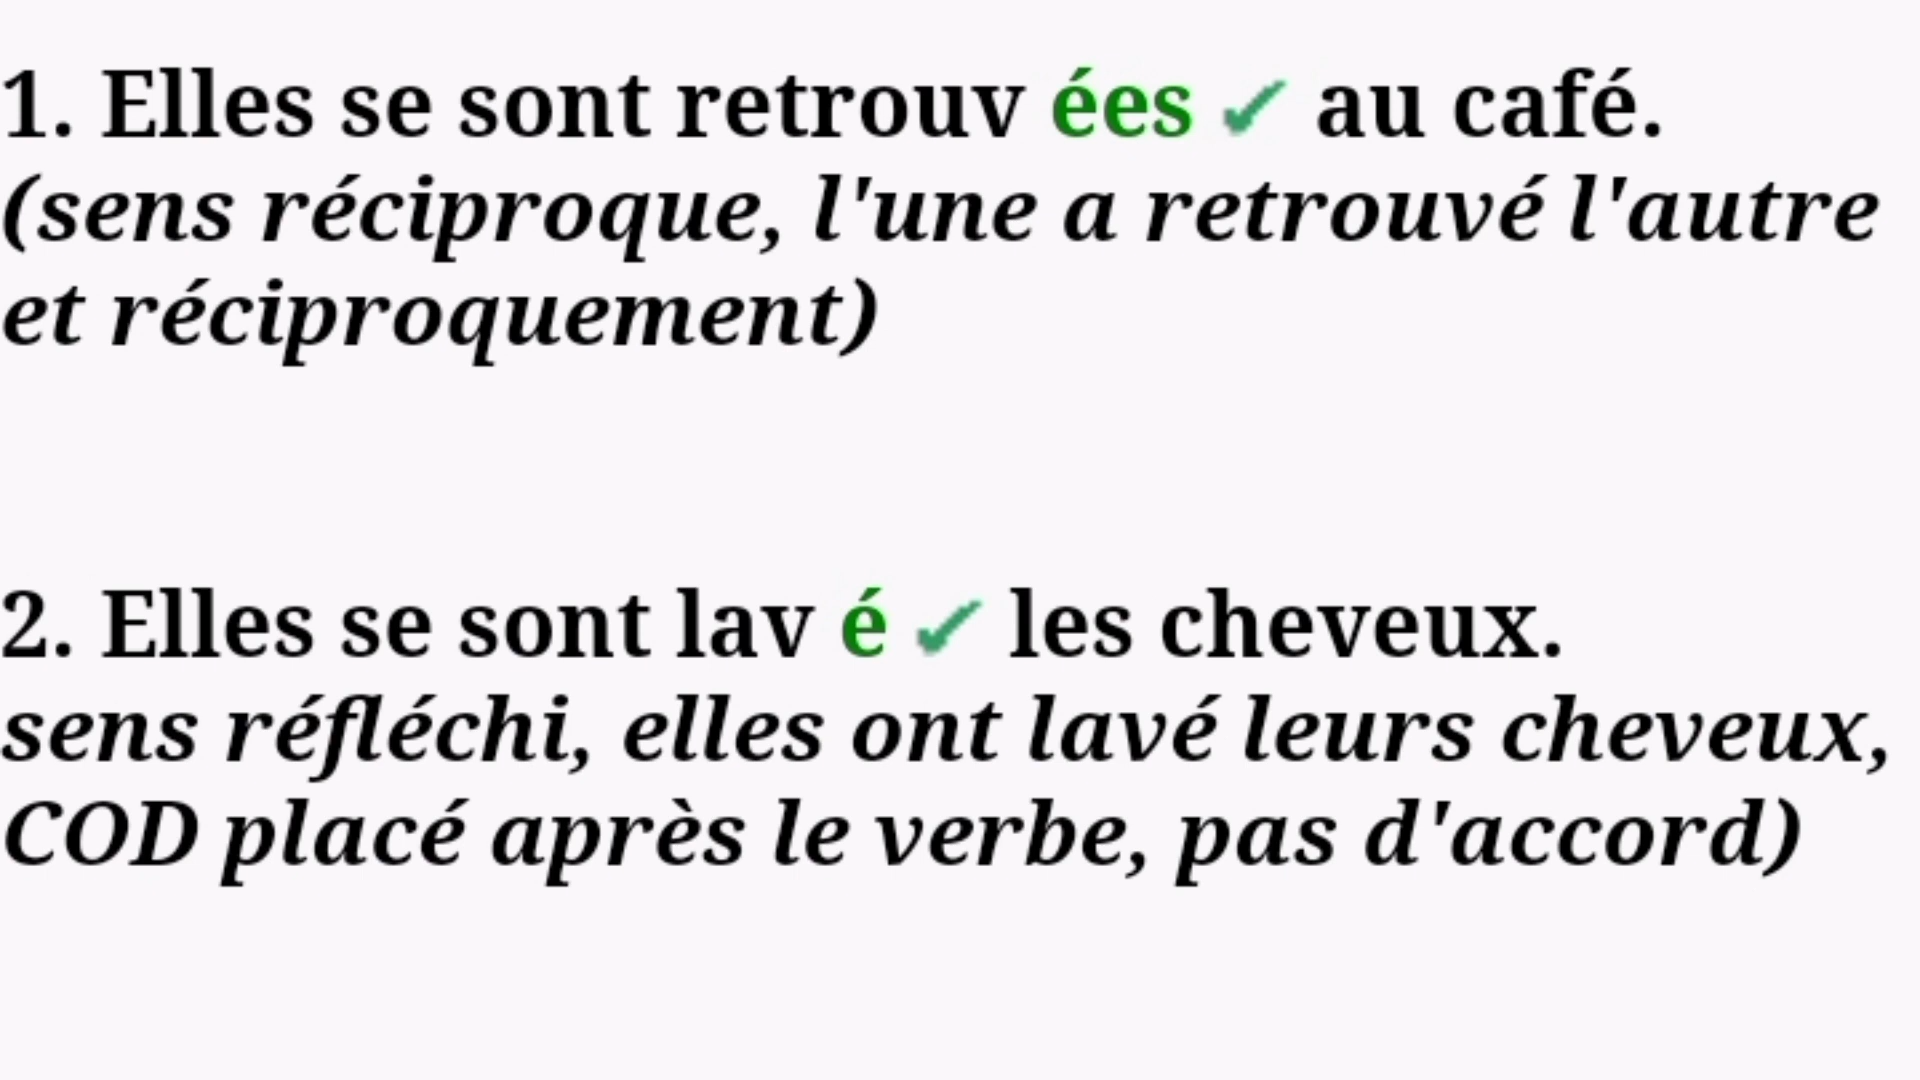 1. Elles se sont retrouv ées ✔ au café.
(sens réciproque, l'une a retrouvé l'autre
et réciproquement)
2. Elles se sont lav é ✔ les cheveux.
sens réfléchi, elles ont lavé leurs cheveux,
COD placé après le verbe, pas d'accord)